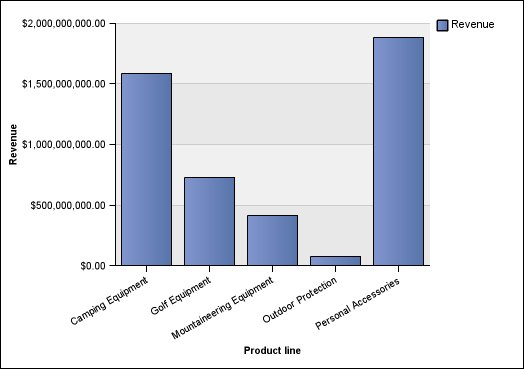 $2,000,000,000.00
$1,500,000,000.00
$1,000,000,000.00
$500,000,000.00
$0.00
Revenue
Camping Equipment
Golf Equipment
Mountaineering Equipment
Outdoor Protection
Personal Accessories
Product line
Revenue